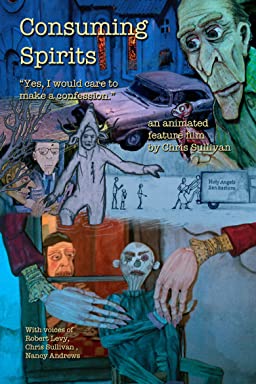 Consuming
Spirits
"Yes, I would care to
make a confession."
an animated
feature film
by Chris Sullivan
Holy Angels
With voices of
Robert Levy,
Chris Sullivan ,
Nancy Andrews